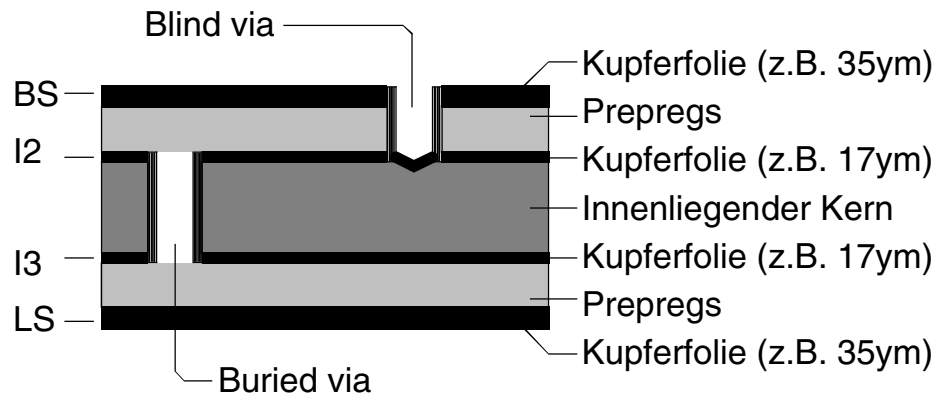 Blind via
Kupferfolie (z.B. 35ym)
BS
Prepregs
I2
Kupferfolie (z.B. 17ym)
Innenliegender Kern
I3
Kupferfolie (z.B. 17ym)
Prepregs
LS
Kupferfolie (z.B. 35ym)
Buried via